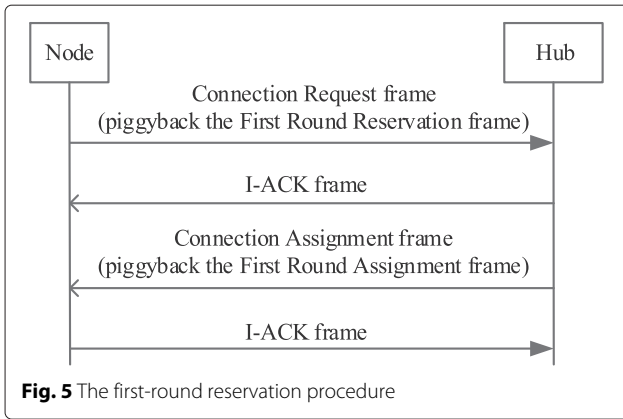 Node
Hub
Connection Request frame
(piggyback the First Round Reservation frame)
I-ACK frame
Connection Assignment frame
(piggyback the First Round Assignment frame)
I-ACK frame
Fig. 5 The first-round reservation procedure